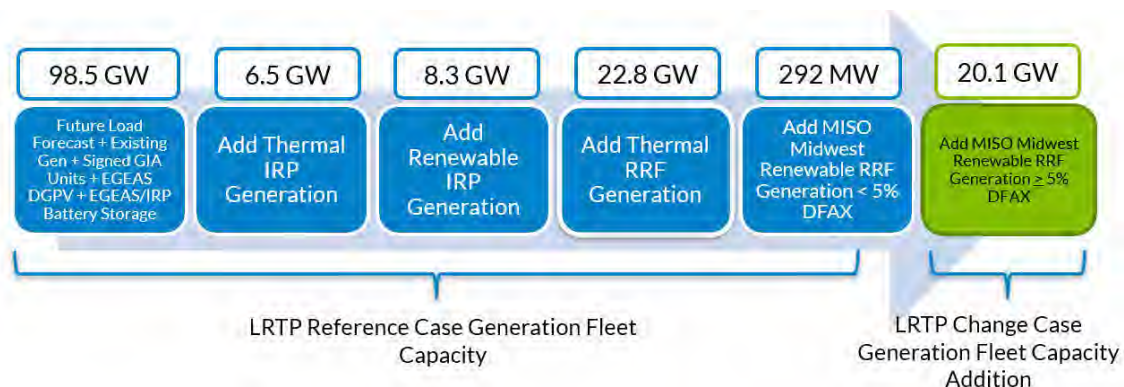 98.5 GW
6.5 GW
8.3 GW
22.8 GW
292 MW
20.1 GW
Future Load
Forecast + Existing
Gen + Signed GIA
Units + EGEAS
DGPV + EGEAS/IRP
Battery Storage
Add Thermal
IRP
Generation
Add
Renewable
IRP
Generation
Add Thermal
RRF
Generation
Add MISO
Midwest
Renewable RRF
Generation < 5%
DFAX
Add MISO Midwest
Renewable RRF
Generation ≥ 5%
DFAX
LRTP Reference Case Generation Fleet
Capacity
LRTP Change Case
Generation Fleet Capacity
Addition